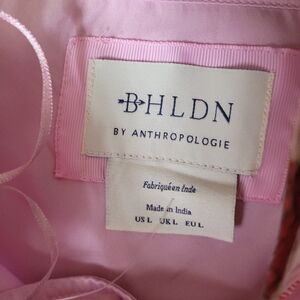 BHLDN
BY ANTHROPOLOGIE
Fabriqué en Inde
Made in India
US L UK L EU L